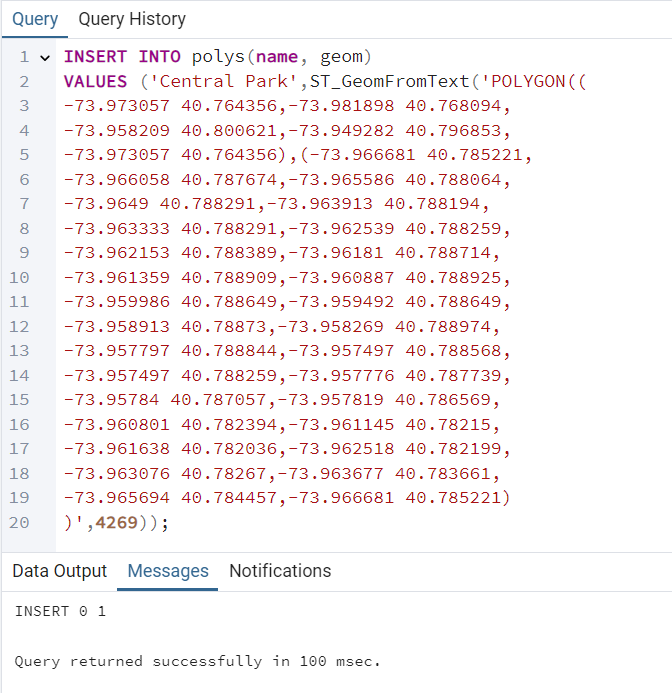 Query Query History
1 INSERT INTO polys(name, geom)
2 VALUES ('Central Park',ST_GeomFromText('POLYGON((
3 -73.973057 40.764356,-73.981898 40.768094,
4 -73.958209 40.800621,-73.949282 40.796853,
5 -73.973057 40.764356),(-73.966681 40.785221,
6 -73.966058 40.787674,-73.965586 40.788064,
7 -73.9649 40.788291,-73.963913 40.788194,
8 -73.963333 40.788291,-73.962539 40.788259,
9 -73.962153 40.788389,-73.96181 40.788714,
10 -73.961359 40.788909,-73.960887 40.788925,
11 -73.959986 40.788649,-73.959492 40.788649,
12 -73.958913 40.78873,-73.958269 40.788974,
13 -73.957797 40.788844,-73.957497 40.788568,
14 -73.957497 40.788259,-73.957776 40.787739,
15 -73.95784 40.787057,-73.957819 40.786569,
16 -73.960801 40.782394,-73.961145 40.78215,
17 -73.961638 40.782036,-73.962518 40.782199,
18 -73.963076 40.78267,-73.963677 40.783661,
19 -73.965694 40.784457,-73.966681 40.785221)
20 )',4269));
Data Output Messages Notifications
INSERT 0 1
Query returned successfully in 100 msec.